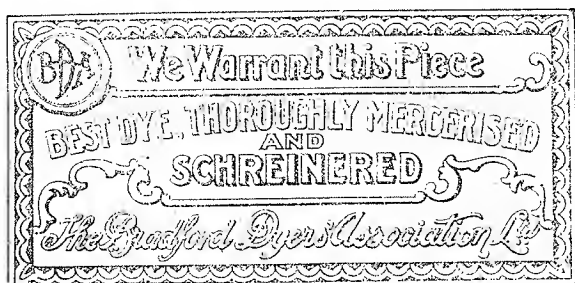 BDA
"We Warrant this Piece
BEST DYE, THOROUGHLY MERCERISED
AND
SCHREINERED
The Bradford Dyers' Association Ltd